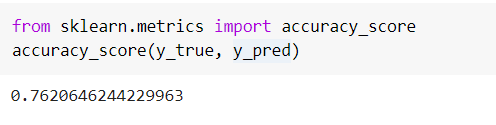 from sklearn.metrics import accuracy_score
accuracy_score(y_true, y_pred)
0.7620646244229963